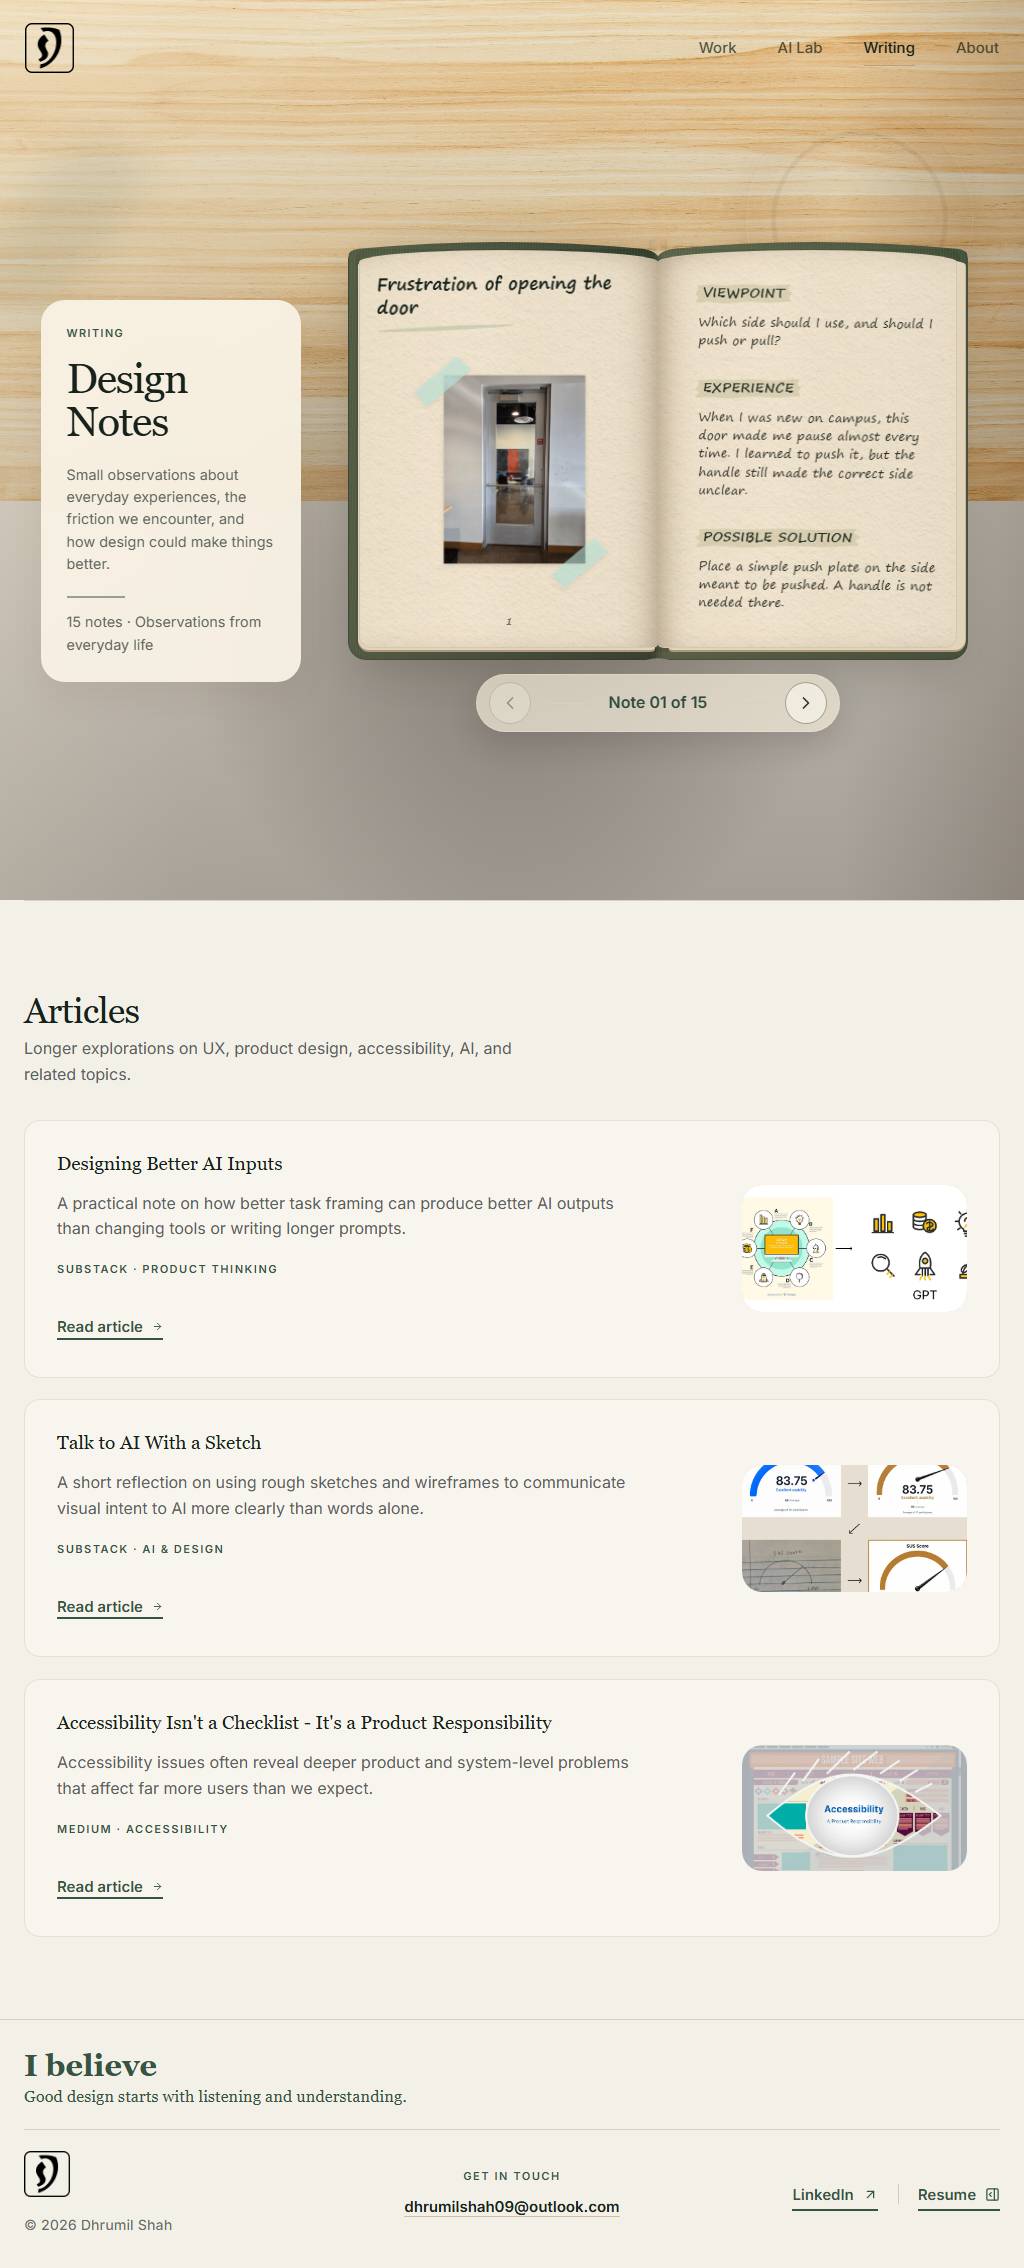 Work
AI Lab
Writing
About
WRITING
Design
Notes
Small observations about
everyday experiences, the
friction we encounter, and
how design could make things
better.
15 notes · Observations from
everyday life
Frustration of opening the
door
1
VIEWPOINT
Which side should I use, and should I
push or pull?
EXPERIENCE
When I was new on campus, this
door made me pause almost every
time. I learned to push it, but the
handle still made the correct side
unclear.
POSSIBLE SOLUTION
Place a simple push plate on the side
meant to be pushed. A handle is not
needed there.
Note 01 of 15
Articles
Longer explorations on UX, product design, accessibility, AI, and
related topics.
Designing Better AI Inputs
A practical note on how better task framing can produce better AI outputs
than changing tools or writing longer prompts.
SUBSTACK · PRODUCT THINKING
Read article
A
B
C
D
E
F
GPT
Talk to AI With a Sketch
A short reflection on using rough sketches and wireframes to communicate
visual intent to AI more clearly than words alone.
SUBSTACK · AI & DESIGN
Read article
83.75
Excellent usability
83.75
Excellent usability
SUS Score
SUS Score
Accessibility Isn't a Checklist - It's a Product Responsibility
Accessibility issues often reveal deeper product and system-level problems
that affect far more users than we expect.
MEDIUM · ACCESSIBILITY
Read article
Accessibility
A Product Responsibility
I believe
Good design starts with listening and understanding.
GET IN TOUCH
dhrumilshah09@outlook.com
LinkedIn
Resume
© 2026 Dhrumil Shah